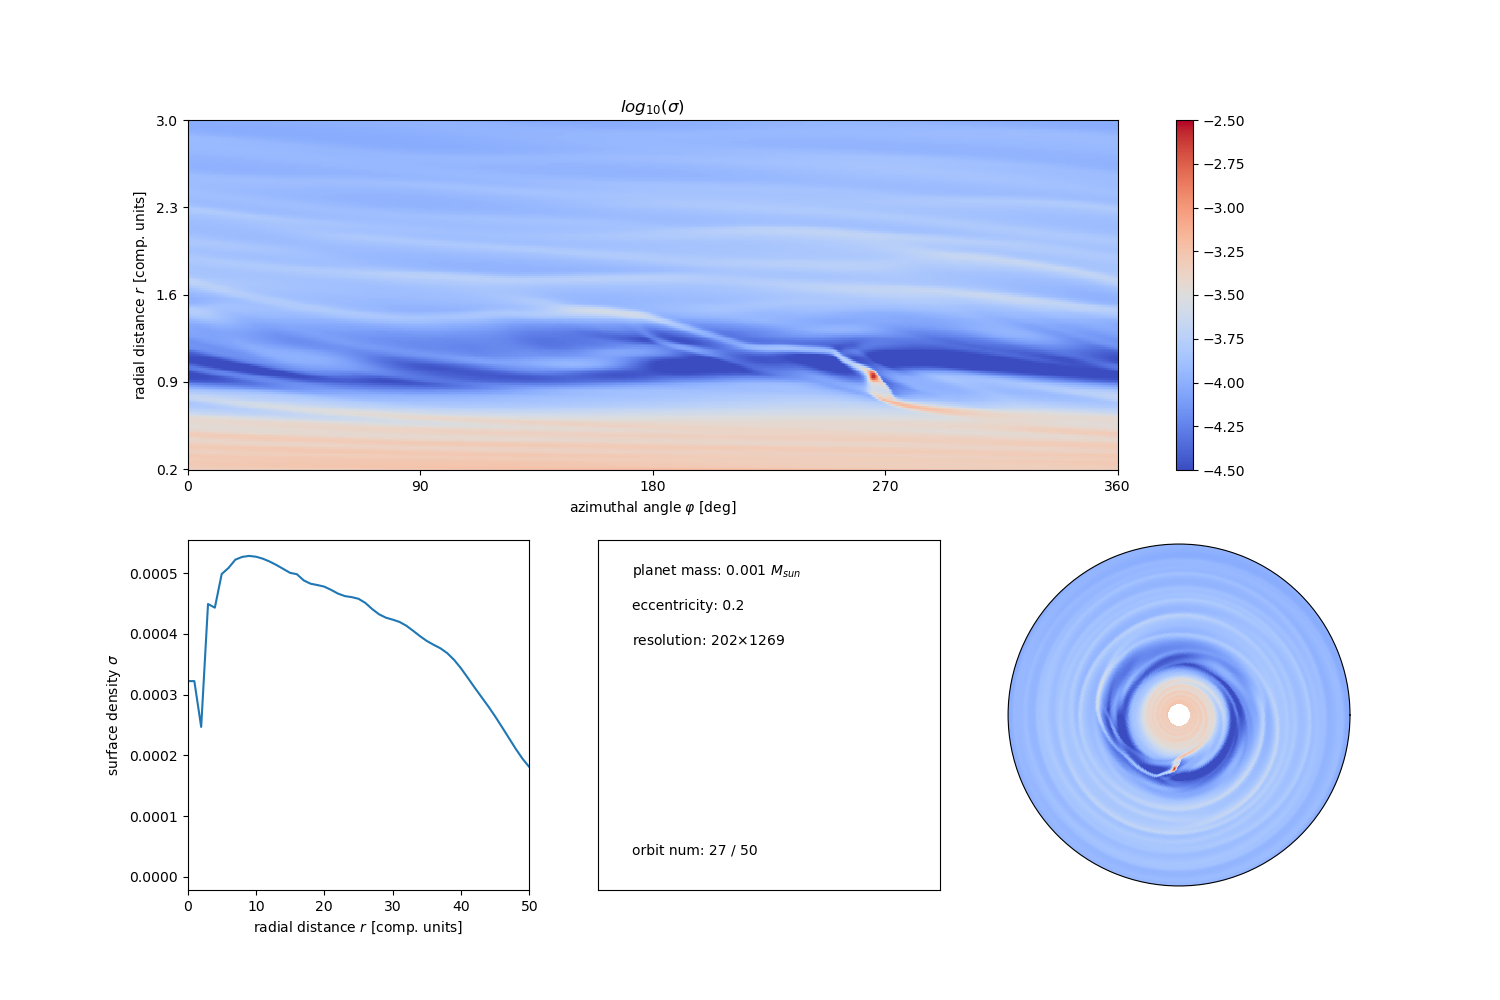 log₁₀(σ)
3.0
2.3
1.6
0.9
0.2
radial distance r [comp. units]
0 90 180 270 360
azimuthal angle φ [deg]
−2.50
−2.75
−3.00
−3.25
−3.50
−3.75
−4.00
−4.25
−4.50
0.0005
0.0004
0.0003
0.0002
0.0001
0.0000
surface density σ
0 10 20 30 40 50
radial distance r [comp. units]
planet mass: 0.001 Mₛᵤₙ
eccentricity: 0.2
resolution: 202×1269
orbit num: 27 / 50